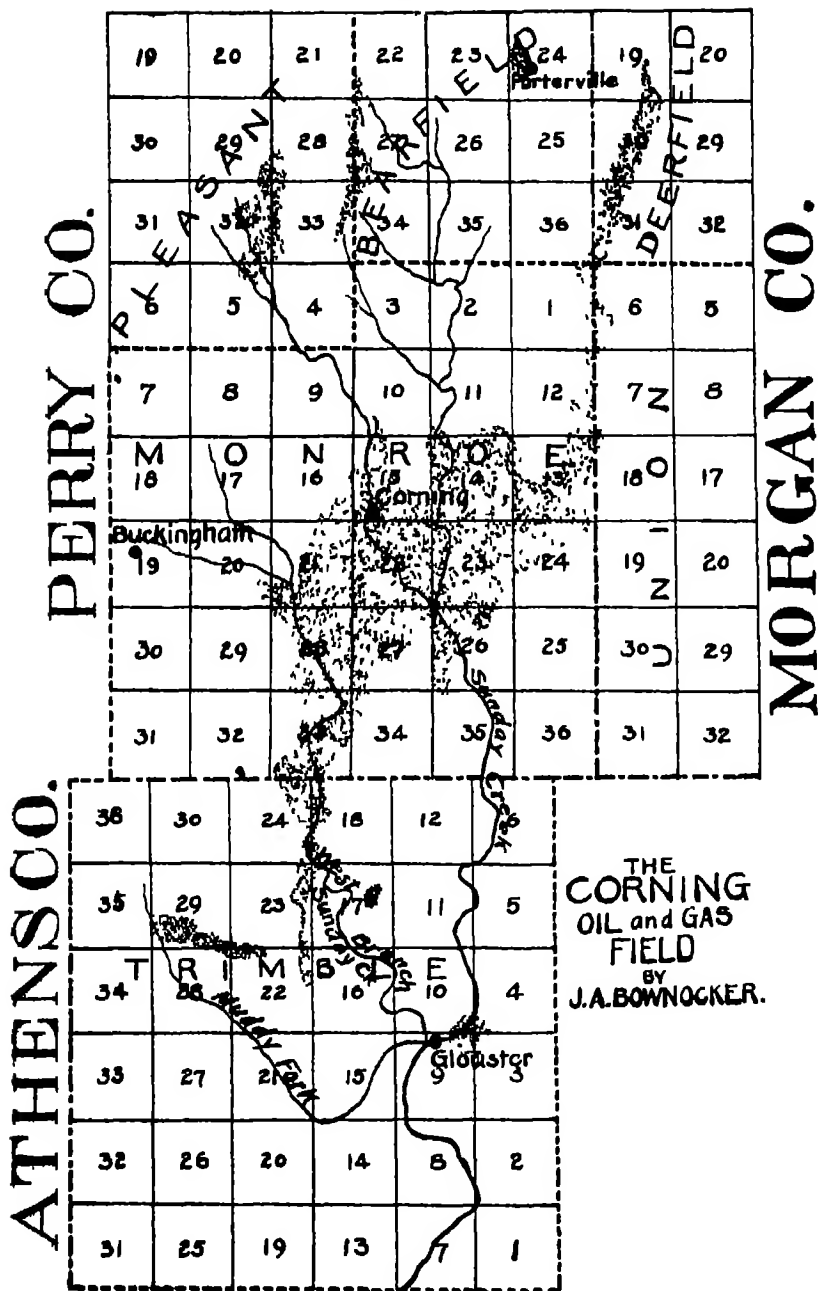 19 20 21 22 23 24 19 20
Porterville
30 29 28 27 26 25 30 29
31 32 33 34 35 36 31 32
6 5 4 3 2 1 6 5
7 8 9 10 11 12 7 8
18 17 16 15 14 13 18 17
19 20 21 22 23 24 19 20
30 29 28 27 26 25 30 29
31 32 33 34 35 36 31 32
PLEASANT
BEARFIELD
DEERFIELD
MONROE
UNION
Corning
Buckingham
Sunday Creek
PERRY CO.
MORGAN CO.
36 30 24 18 12 6
35 29 23 17 11 5
34 28 22 16 10 4
33 27 21 15 9 3
32 26 20 14 8 2
31 25 19 13 7 1
TRIMBLE
West Branch
Sunday Ck
Muddy Fork
Glouster
ATHENS CO.
THE
CORNING
OIL and GAS
FIELD
BY
J.A. BOWNOCKER.